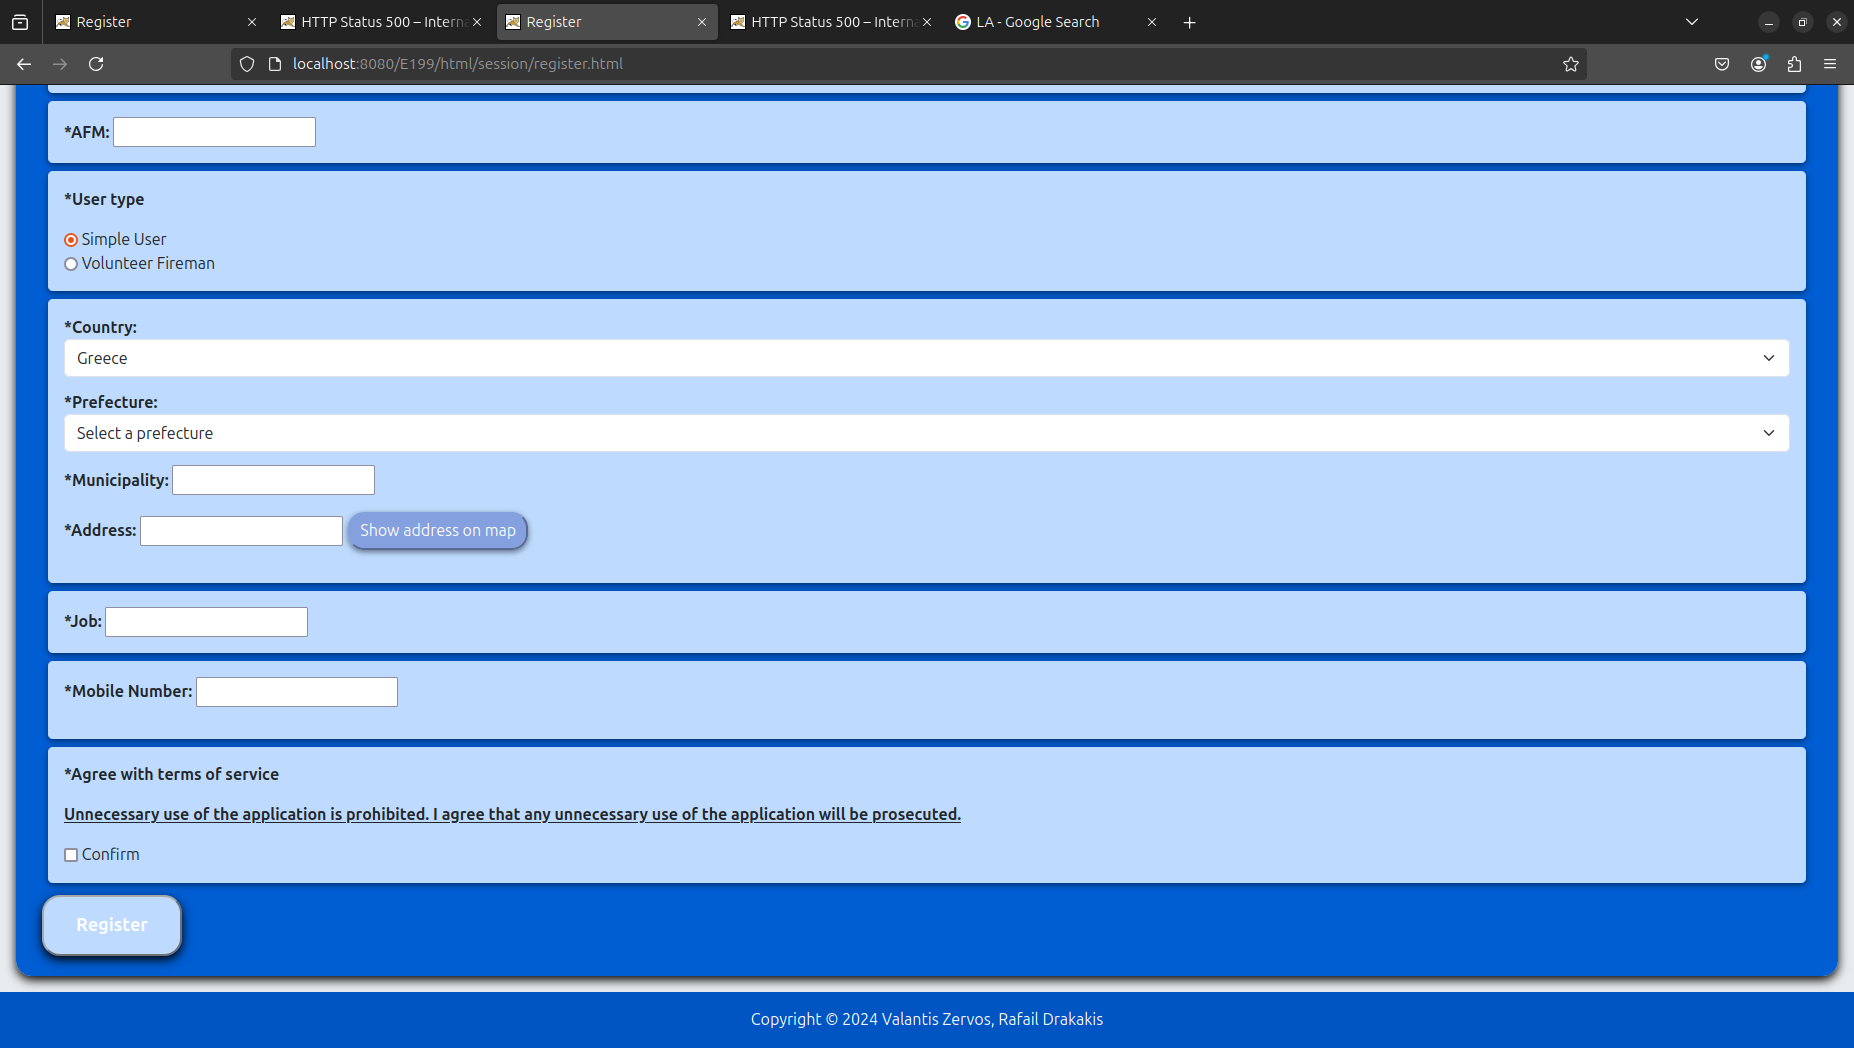 Register
HTTP Status 500 – Intern
Register
HTTP Status 500 – Intern
LA - Google Search
localhost:8080/E199/html/session/register.html
*AFM:
*User type
Simple User
Volunteer Fireman
*Country:
Greece
*Prefecture:
Select a prefecture
*Municipality:
*Address:
Show address on map
*Job:
*Mobile Number:
*Agree with terms of service
Unnecessary use of the application is prohibited. I agree that any unnecessary use of the application will be prosecuted.
Confirm
Register
Copyright © 2024 Valantis Zervos, Rafail Drakakis